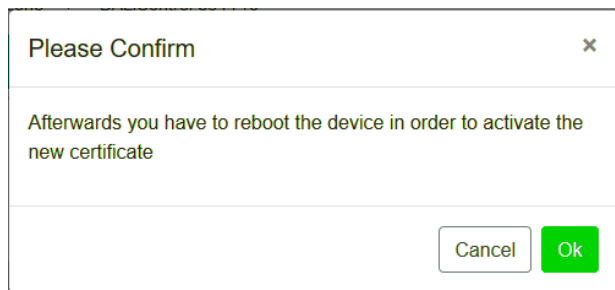 Please Confirm
×
Afterwards you have to reboot the device in order to activate the
new certificate
Cancel
Ok